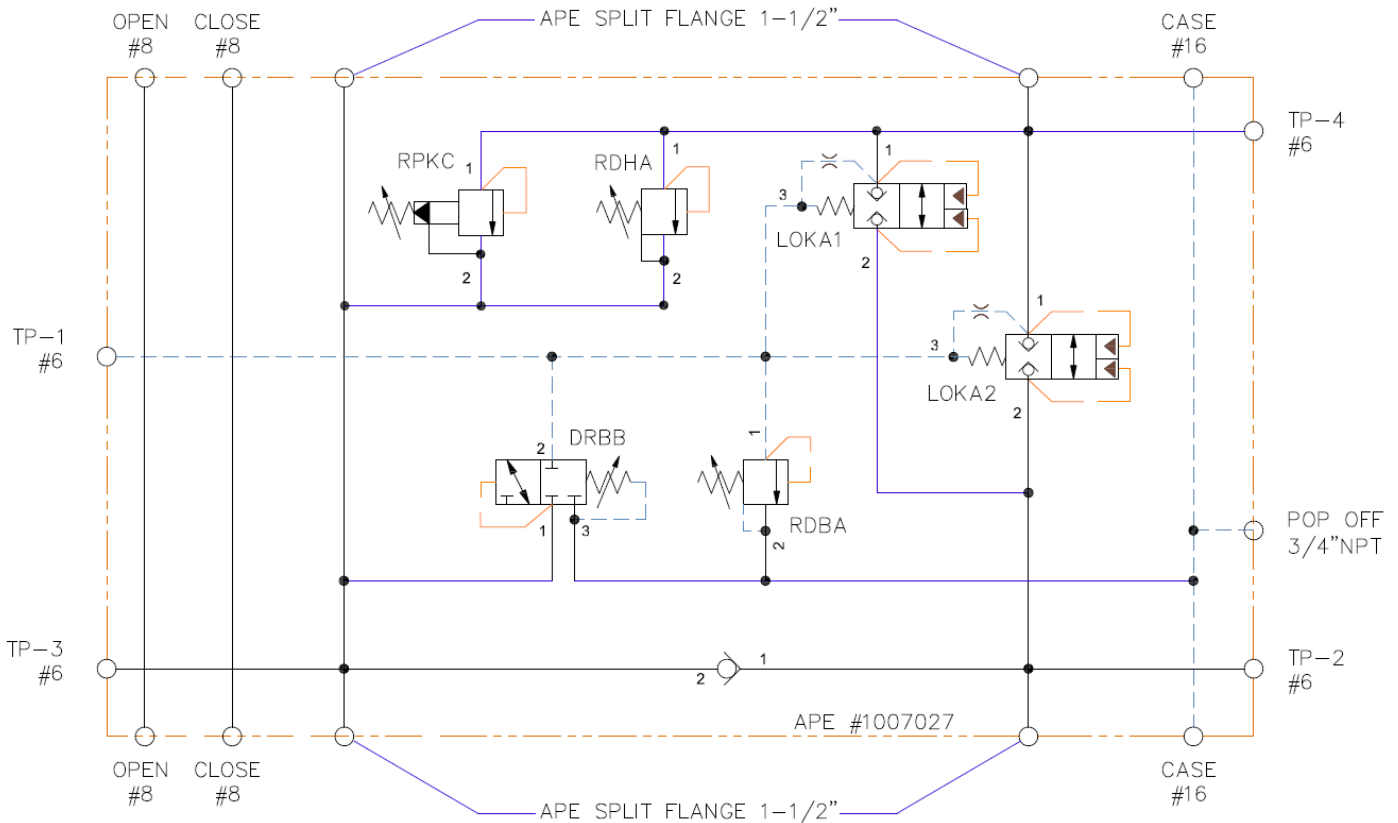 APE SPLIT FLANGE 1-1/2"
OPEN
#8
CLOSE
#8
CASE
#16
TP-4
#6
RPKC
1
2
RDHA
1
2
1
3
LOKA1
2
TP-1
#6
1
3
LOKA2
2
DRBB
2
1
3
1
RDBA
2
POP OFF
3/4"NPT
TP-3
#6
2
1
TP-2
#6
APE #1007027
OPEN
#8
CLOSE
#8
CASE
#16
APE SPLIT FLANGE 1-1/2"